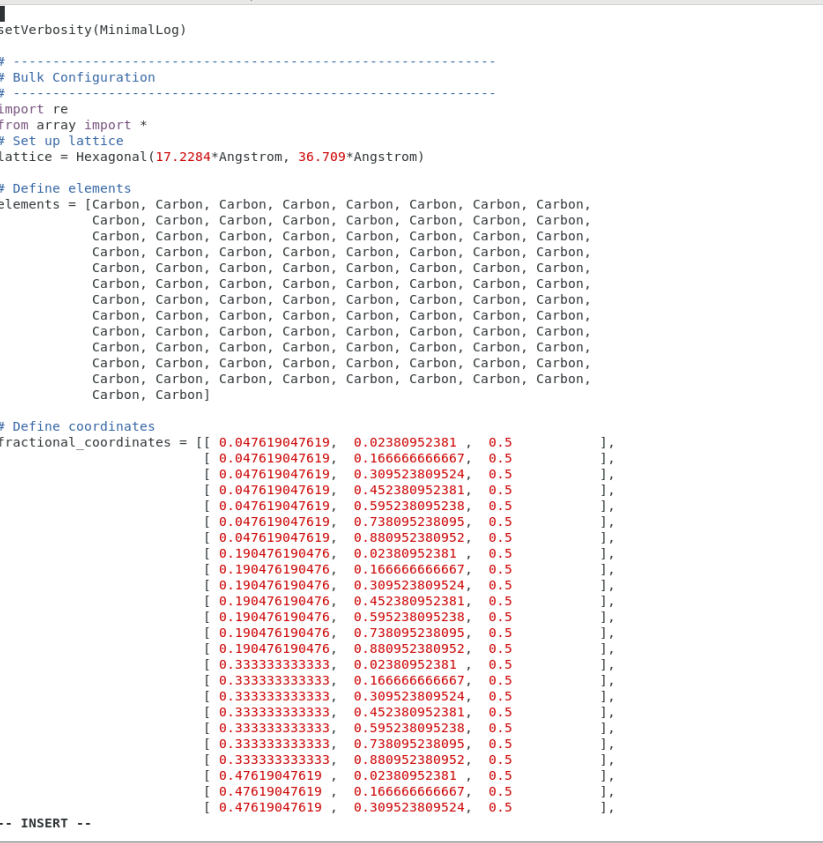 setVerbosity(MinimalLog)
# -------------------------------------------------------------
# Bulk Configuration
# -------------------------------------------------------------
import re
from array import *
# Set up lattice
lattice = Hexagonal(17.2284*Angstrom, 36.709*Angstrom)
# Define elements
elements = [Carbon, Carbon, Carbon, Carbon, Carbon, Carbon, Carbon, Carbon,
Carbon, Carbon, Carbon, Carbon, Carbon, Carbon, Carbon, Carbon,
Carbon, Carbon, Carbon, Carbon, Carbon, Carbon, Carbon, Carbon,
Carbon, Carbon, Carbon, Carbon, Carbon, Carbon, Carbon, Carbon,
Carbon, Carbon, Carbon, Carbon, Carbon, Carbon, Carbon, Carbon,
Carbon, Carbon, Carbon, Carbon, Carbon, Carbon, Carbon, Carbon,
Carbon, Carbon, Carbon, Carbon, Carbon, Carbon, Carbon, Carbon,
Carbon, Carbon, Carbon, Carbon, Carbon, Carbon, Carbon, Carbon,
Carbon, Carbon, Carbon, Carbon, Carbon, Carbon, Carbon, Carbon,
Carbon, Carbon, Carbon, Carbon, Carbon, Carbon, Carbon, Carbon,
Carbon, Carbon, Carbon, Carbon, Carbon, Carbon, Carbon, Carbon,
Carbon, Carbon, Carbon, Carbon, Carbon, Carbon, Carbon, Carbon,
Carbon, Carbon]
# Define coordinates
fractional_coordinates = [[ 0.047619047619, 0.02380952381 , 0.5 ],
[ 0.047619047619, 0.166666666667, 0.5 ],
[ 0.047619047619, 0.309523809524, 0.5 ],
[ 0.047619047619, 0.452380952381, 0.5 ],
[ 0.047619047619, 0.595238095238, 0.5 ],
[ 0.047619047619, 0.738095238095, 0.5 ],
[ 0.047619047619, 0.880952380952, 0.5 ],
[ 0.190476190476, 0.02380952381 , 0.5 ],
[ 0.190476190476, 0.166666666667, 0.5 ],
[ 0.190476190476, 0.309523809524, 0.5 ],
[ 0.190476190476, 0.452380952381, 0.5 ],
[ 0.190476190476, 0.595238095238, 0.5 ],
[ 0.190476190476, 0.738095238095, 0.5 ],
[ 0.190476190476, 0.880952380952, 0.5 ],
[ 0.333333333333, 0.02380952381 , 0.5 ],
[ 0.333333333333, 0.166666666667, 0.5 ],
[ 0.333333333333, 0.309523809524, 0.5 ],
[ 0.333333333333, 0.452380952381, 0.5 ],
[ 0.333333333333, 0.595238095238, 0.5 ],
[ 0.333333333333, 0.738095238095, 0.5 ],
[ 0.333333333333, 0.880952380952, 0.5 ],
[ 0.47619047619 , 0.02380952381 , 0.5 ],
[ 0.47619047619 , 0.166666666667, 0.5 ],
[ 0.47619047619 , 0.309523809524, 0.5 ],
-- INSERT --